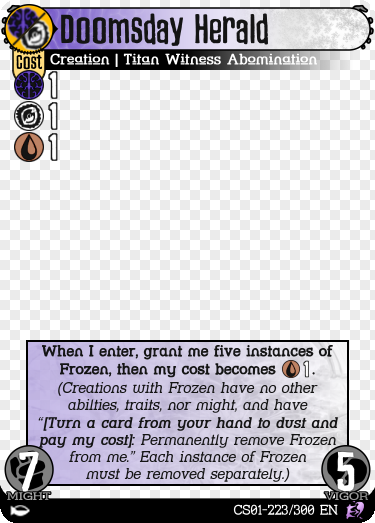 Doomsday Herald
Cost
Creation | Titan Witness Abomination
1
1
1
When I enter, grant me five instances of
Frozen, then my cost becomes 1.
(Creations with Frozen have no other
abilties, traits, nor might, and have
“[Turn a card from your hand to dust and
pay my cost]: Permanently remove Frozen
from me.” Each instance of Frozen
must be removed separately.)
7
MIGHT
5
VIGOR
CS01-223/300 EN